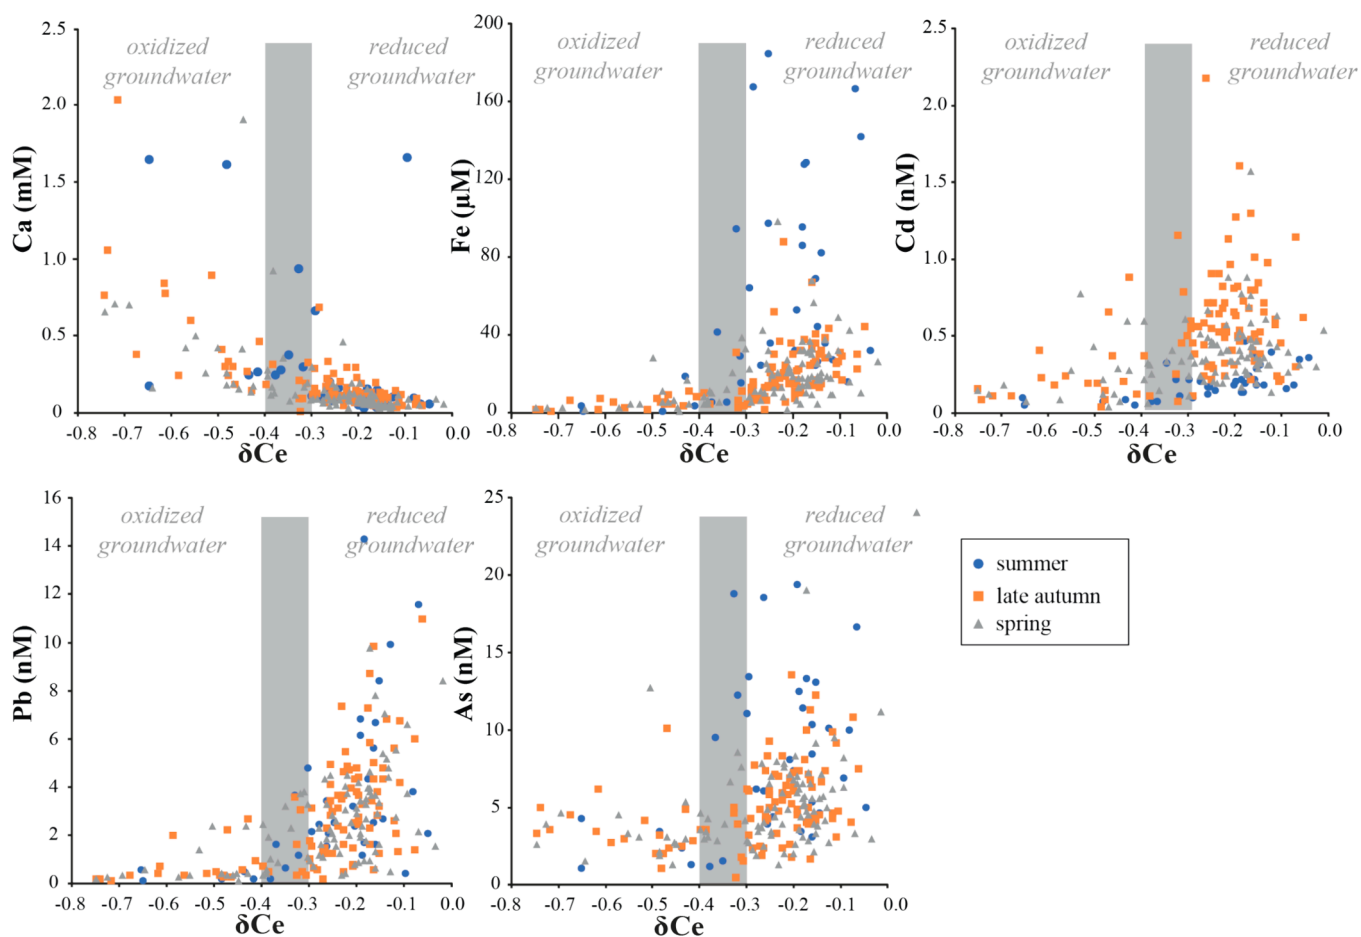 2.5
2.0
1.5
1.0
0.5
0
Ca (mM)
oxidized
groundwater
reduced
groundwater
-0.8 -0.7 -0.6 -0.5 -0.4 -0.3 -0.2 -0.1 0.0
δCe
200
160
120
80
40
0
Fe (µM)
oxidized
groundwater
reduced
groundwater
-0.8 -0.7 -0.6 -0.5 -0.4 -0.3 -0.2 -0.1 0.0
δCe
2.5
2.0
1.5
1.0
0.5
0
Cd (nM)
oxidized
groundwater
reduced
groundwater
-0.8 -0.7 -0.6 -0.5 -0.4 -0.3 -0.2 -0.1 0.0
δCe
16
14
12
10
8
6
4
2
0
Pb (nM)
oxidized
groundwater
reduced
groundwater
-0.8 -0.7 -0.6 -0.5 -0.4 -0.3 -0.2 -0.1 0.0
δCe
25
20
15
10
5
0
As (nM)
oxidized
groundwater
reduced
groundwater
-0.8 -0.7 -0.6 -0.5 -0.4 -0.3 -0.2 -0.1 0.0
δCe
summer
late autumn
spring